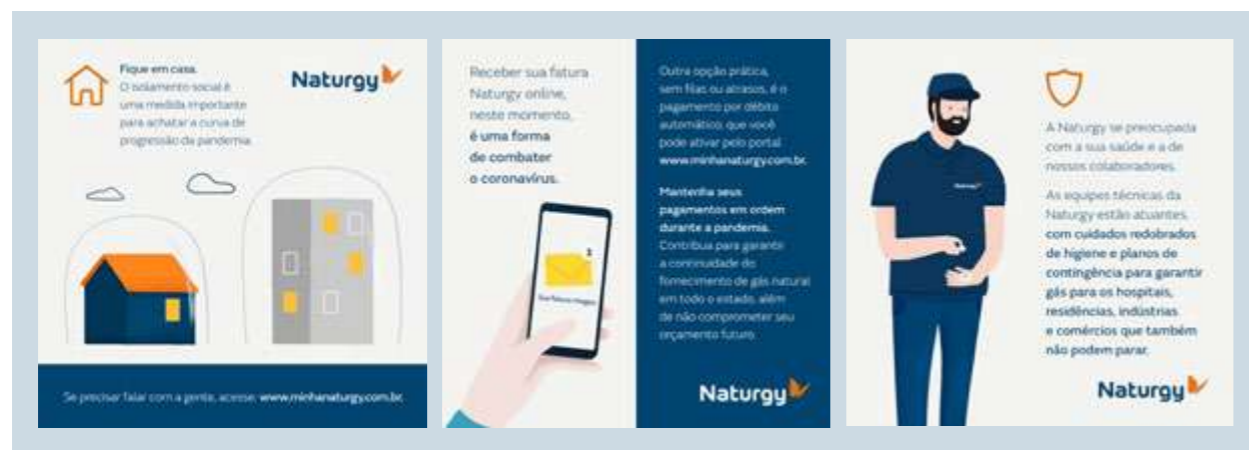 Fique em casa.
O isolamento social é
uma medida importante
para achatar a curva de
progressão da pandemia.
Naturgy
Se precisar falar com a gente, acesse: www.minhanaturgy.com.br.
Receber sua fatura
Naturgy online,
neste momento,
é uma forma
de combater
o coronavírus.
Sua fatura chegou
Outra opção prática,
sem filas ou atrasos, é o
pagamento por débito
automático, que você
pode ativar pelo portal
www.minhanaturgy.com.br.
Mantenha seus
pagamentos em ordem
durante a pandemia.
Contribua para garantir
a continuidade do
fornecimento de gás natural
em todo o estado, além
de não comprometer seu
orçamento futuro.
Naturgy
A Naturgy se preocupada
com a sua saúde e a de
nossos colaboradores.
As equipes técnicas da
Naturgy estão atuantes,
com cuidados redobrados
de higiene e planos de
contingência para garantir
gás para os hospitais,
residências, indústrias
e comércios que também
não podem parar.
Naturgy